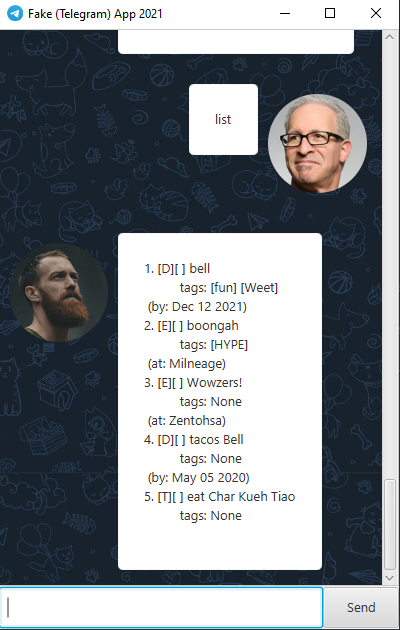 Fake (Telegram) App 2021
list
1. [D][ ] bell
tags: [fun] [Weet]
(by: Dec 12 2021)
2. [E][ ] boongah
tags: [HYPE]
(at: Milneage)
3. [E][ ] Wowzers!
tags: None
(at: Zentohsa)
4. [D][ ] tacos Bell
tags: None
(by: May 05 2020)
5. [T][ ] eat Char Kueh Tiao
tags: None
Send